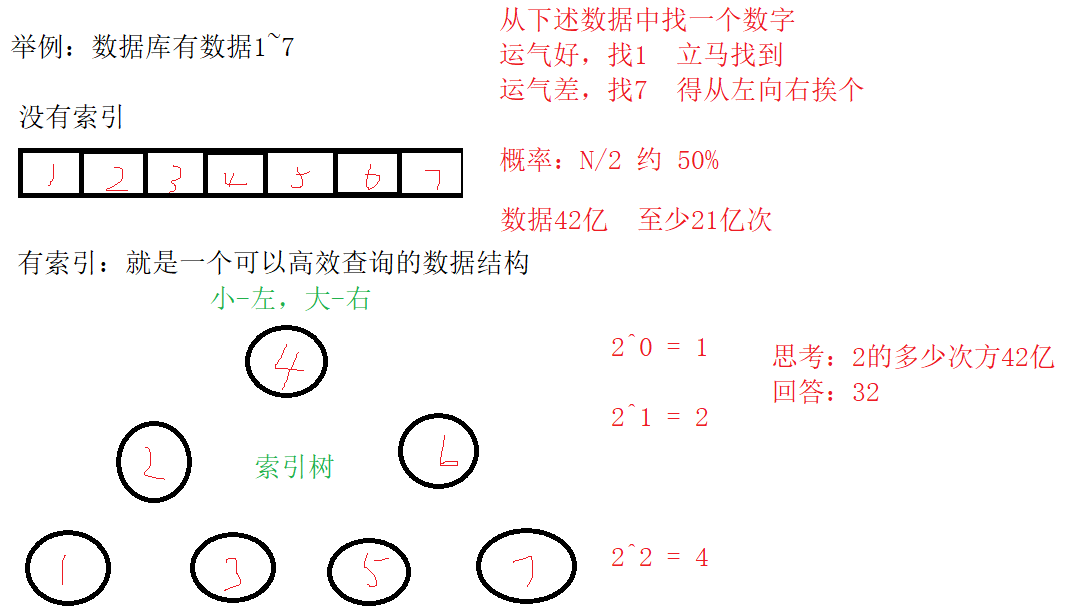 举例：数据库有数据1~7
从下述数据中找一个数字
运气好，找1 立马找到
运气差，找7 得从左向右挨个
没有索引
1 2 3 4 5 6 7
概率：N/2 约 50%
数据42亿 至少21亿次
有索引：就是一个可以高效查询的数据结构
小-左，大-右
4
2^0 = 1
思考：2的多少次方42亿
回答：32
2 6
2^1 = 2
索引树
1 3 5 7
2^2 = 4